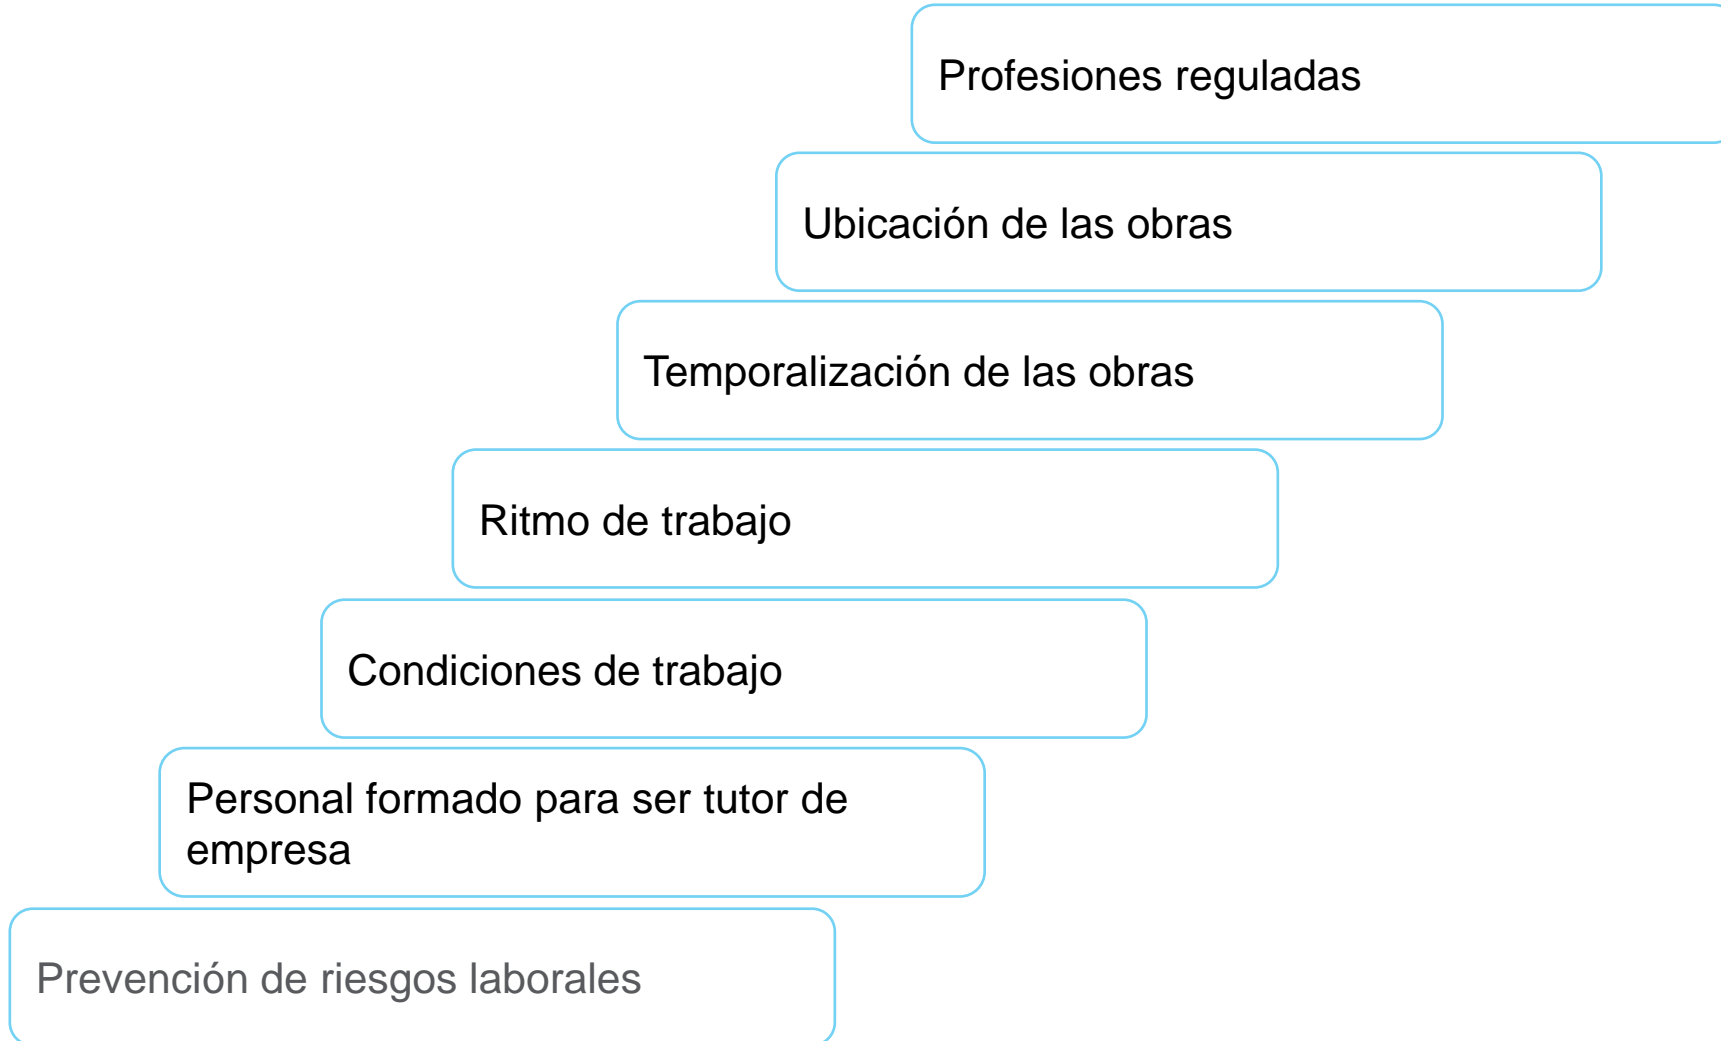 Profesiones reguladas
Ubicación de las obras
Temporalización de las obras
Ritmo de trabajo
Condiciones de trabajo
Personal formado para ser tutor de
empresa
Prevención de riesgos laborales